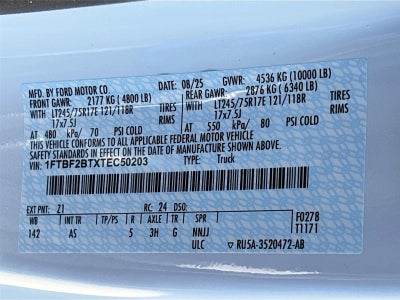 MFD. BY FORD MOTOR CO.
08/25 GVWR: 4536 KG (10000 LB)
FRONT GAWR: 2177 KG ( 4800 LB)
REAR GAWR: 2876 KG ( 6340 LB)
LT245/75R17E 121/118R TIRES
LT245/75R17E 121/118R TIRES
17x7.5J RIMS
17x7.5J RIMS
AT 480 kPa/ 70 PSI COLD
AT 550 kPa/ 80 PSI COLD
THIS VEHICLE CONFORMS TO ALL APPLICABLE FEDERAL MOTOR VEHICLE
SAFETY STANDARDS IN EFFECT ON THE DATE OF MANUFACTURE SHOWN ABOVE.
VIN: 1FTBF2BTXTEC50203
TYPE: Truck
EXT PNT: Z1 RC: 24 DSO:
WB BRK INT TR TP/PS R AXLE TR SPR
142 AS 5 3H G NNJJ
ULC
F0278
T1171
RU5A-3520472-AB